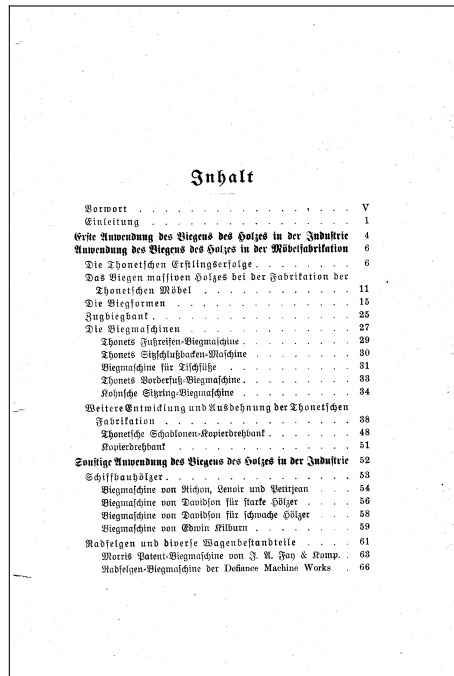 Inhalt
Vorwort . . . . . . . . . . . . . . . . V
Einleitung . . . . . . . . . . . . . . . 1
Erste Anwendung des Biegens des Holzes in der Industrie 4
Anwendung des Biegens des Holzes in der Möbelfabrikation 6
Die Thonetschen Erstlingserfolge . . . . . . . 6
Das Biegen massiven Holzes bei der Fabrikation der
Thonetschen Möbel . . . . . . . . . . . . 11
Die Biegformen . . . . . . . . . . . . . 15
Zugbiegbank . . . . . . . . . . . . . . 25
Die Biegmaschinen . . . . . . . . . . . . 27
Thonets Fußreifen-Biegmaschine . . . . . . . . 29
Thonets Sitzschlußbacken-Maschine . . . . . . . 30
Biegmaschine für Tischfüße . . . . . . . . . 31
Thonets Vorderfuß-Biegmaschine . . . . . . . . 33
Kohnsche Sitzring-Biegmaschine . . . . . . . . 34
Weitere Entwicklung und Ausdehnung der Thonetschen
Fabrikation . . . . . . . . . . . . . . 38
Thonetsche Schablonen-Kopierdrehbank . . . . . . 48
Kopierdrehbank . . . . . . . . . . . . . 51
Sonstige Anwendung des Biegens des Holzes in der Industrie 52
Schiffbauhölzer . . . . . . . . . . . . . 53
Biegmaschine von Richon, Lenoir und Petitjean . . . 54
Biegmaschine von Davidson für starke Hölzer . . . . 56
Biegmaschine von Davidson für schwache Hölzer . . . 58
Biegmaschine von Edwin Kilburn . . . . . . . . 59
Radfelgen und diverse Wagenbestandteile . . . . 61
Morris Patent-Biegmaschine von J. A. Fay & Komp. . 63
Radfelgen-Biegmaschine der Defiance Machine Works . 66